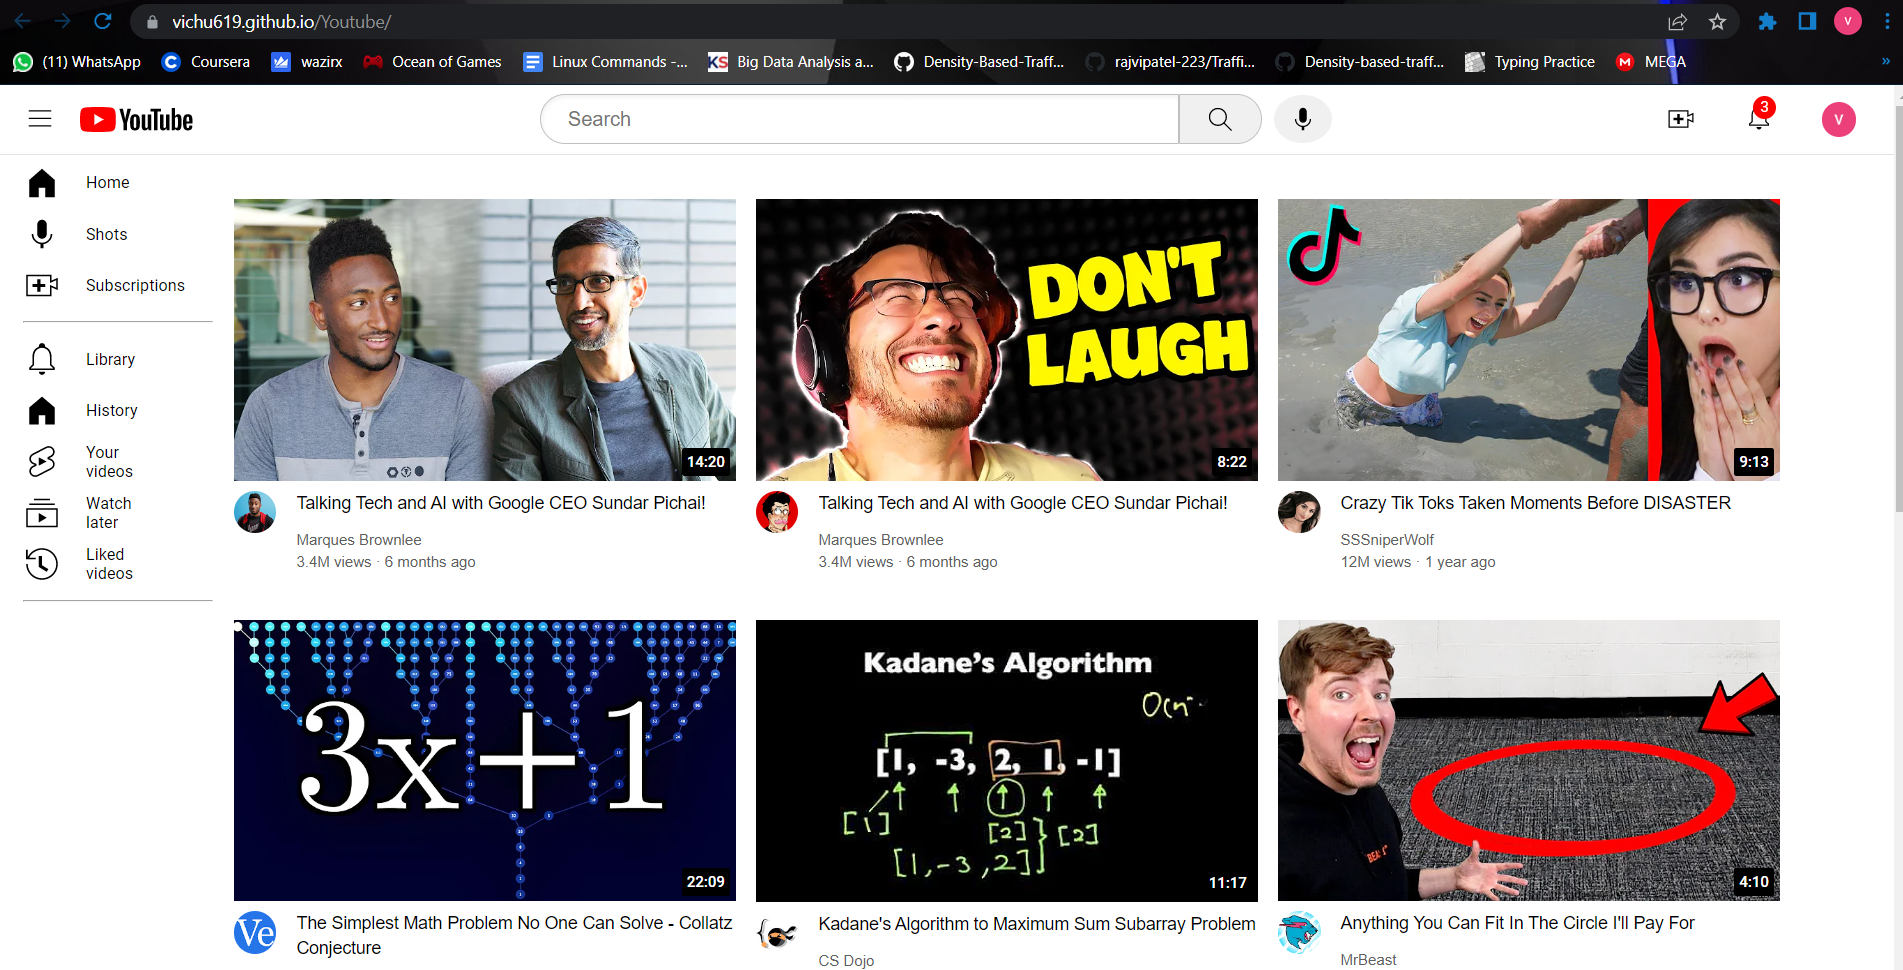 vichu619.github.io/Youtube/
V
(11) WhatsApp
Coursera
wazirx
Ocean of Games
Linux Commands -...
KS
Big Data Analysis a...
Density-Based-Traff...
rajvipatel-223/Traffi...
Density-based-traff...
Typing Practice
M
MEGA
»
YouTube
Search
3
V
Home
Shots
Subscriptions
Library
History
Your
videos
Watch
later
Liked
videos
14:20
Talking Tech and AI with Google CEO Sundar Pichai!
Marques Brownlee
3.4M views · 6 months ago
DON'T
LAUGH
8:22
Talking Tech and AI with Google CEO Sundar Pichai!
Marques Brownlee
3.4M views · 6 months ago
9:13
Crazy Tik Toks Taken Moments Before DISASTER
SSSniperWolf
12M views · 1 year ago
3x+1
22:09
Ve
The Simplest Math Problem No One Can Solve - Collatz
Conjecture
Kadane's Algorithm
O(n
[1, -3, 2, 1, -1]
[1]
[2]
[2]
[1, -3, 2]
11:17
Kadane's Algorithm to Maximum Sum Subarray Problem
CS Dojo
4:10
Anything You Can Fit In The Circle I'll Pay For
MrBeast